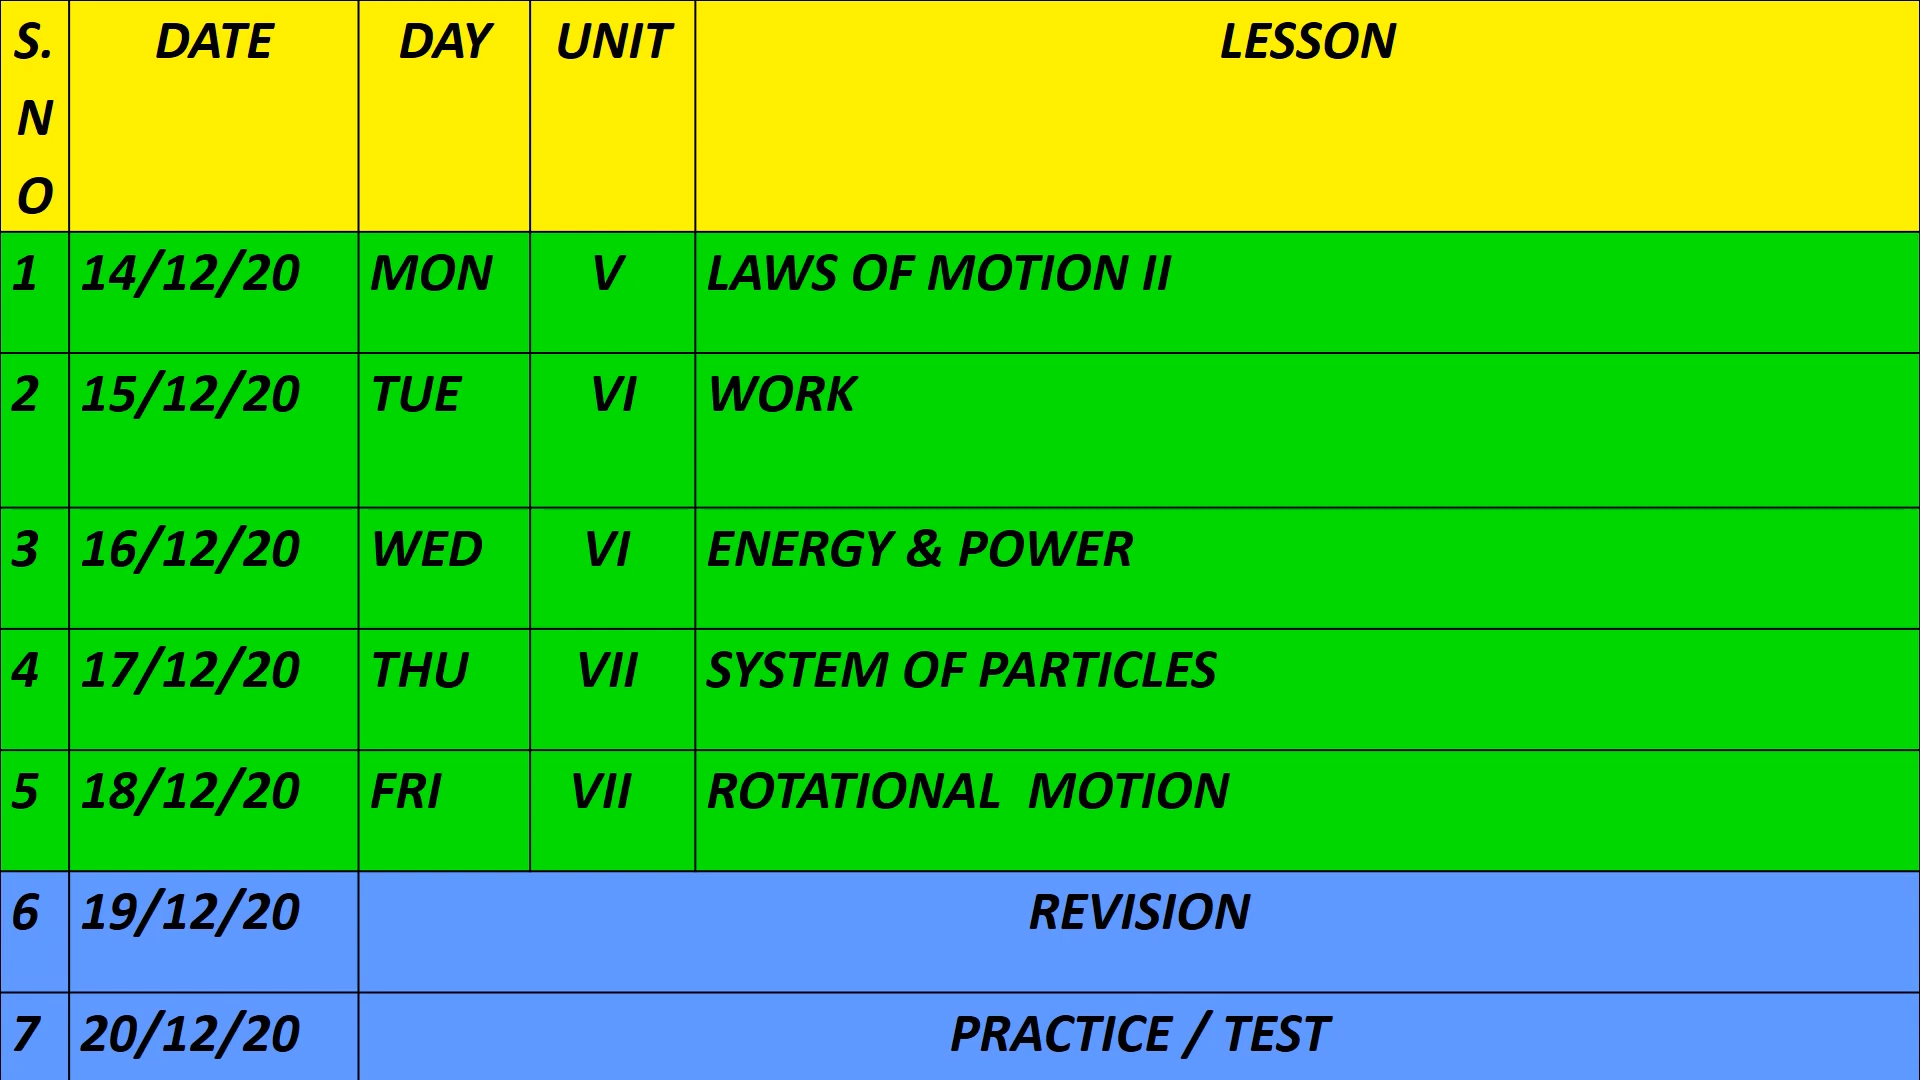 S. DATE DAY UNIT LESSON
N
O
1 14/12/20 MON V LAWS OF MOTION II
2 15/12/20 TUE VI WORK
3 16/12/20 WED VI ENERGY & POWER
4 17/12/20 THU VII SYSTEM OF PARTICLES
5 18/12/20 FRI VII ROTATIONAL MOTION
6 19/12/20 REVISION
7 20/12/20 PRACTICE / TEST